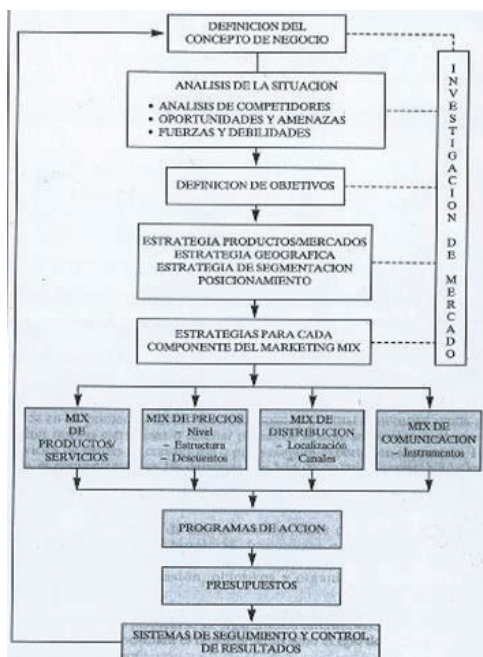 DEFINICION DEL
CONCEPTO DE NEGOCIO
ANALISIS DE LA SITUACION
• ANALISIS DE COMPETIDORES
• OPORTUNIDADES Y AMENAZAS
• FUERZAS Y DEBILIDADES
DEFINICION DE OBJETIVOS
ESTRATEGIA PRODUCTOS/MERCADOS
ESTRATEGIA GEOGRAFICA
ESTRATEGIA DE SEGMENTACION
POSICIONAMIENTO
ESTRATEGIAS PARA CADA
COMPONENTE DEL MARKETING MIX
INVESTIGACION DE MERCADO
MIX
DE
PRODUCTOS/
SERVICIOS
MIX DE PRECIOS
– Nivel
– Estructura
– Descuentos
MIX DE
DISTRIBUCION
– Localización
– Canales
MIX DE
COMUNICACION
– Instrumentos
PROGRAMAS DE ACCION
PRESUPUESTOS
SISTEMAS DE SEGUIMIENTO Y CONTROL
DE RESULTADOS